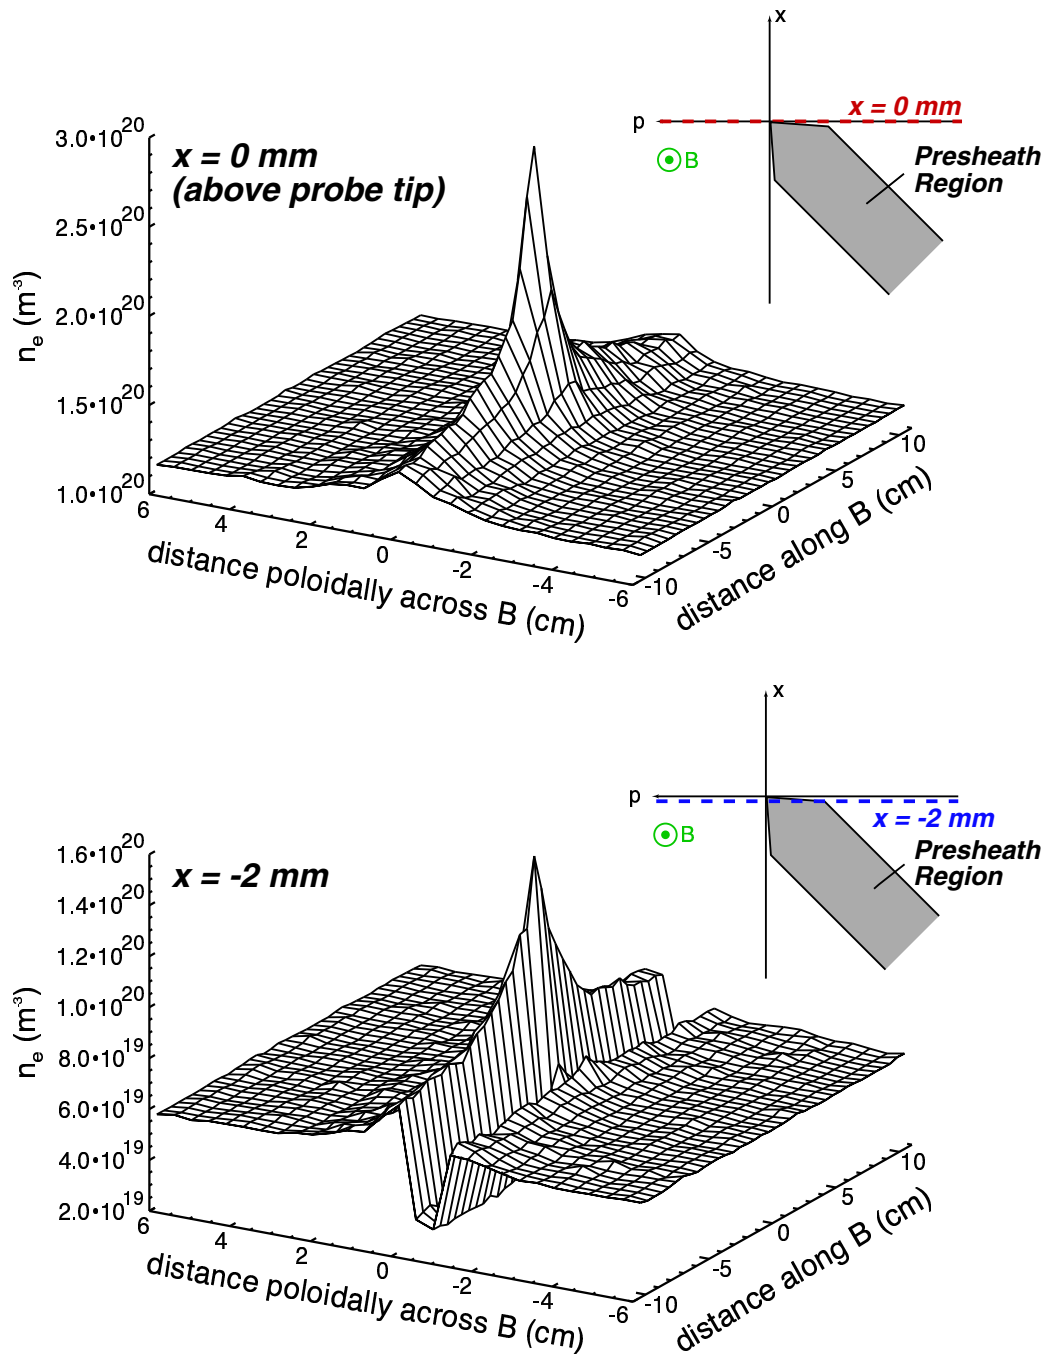 x
x = 0 mm
p
B
Presheath
Region
x = 0 mm
(above probe tip)
3.0•10^20
2.5•10^20
2.0•10^20
1.5•10^20
1.0•10^20
n_e (m^-3)
6
4
2
0
-2
-4
-6
distance poloidally across B (cm)
-10
-5
0
5
10
distance along B (cm)
x
p
x = -2 mm
B
Presheath
Region
x = -2 mm
1.6•10^20
1.4•10^20
1.2•10^20
1.0•10^20
8.0•10^19
6.0•10^19
4.0•10^19
2.0•10^19
n_e (m^-3)
6
4
2
0
-2
-4
-6
distance poloidally across B (cm)
-10
-5
0
5
10
distance along B (cm)